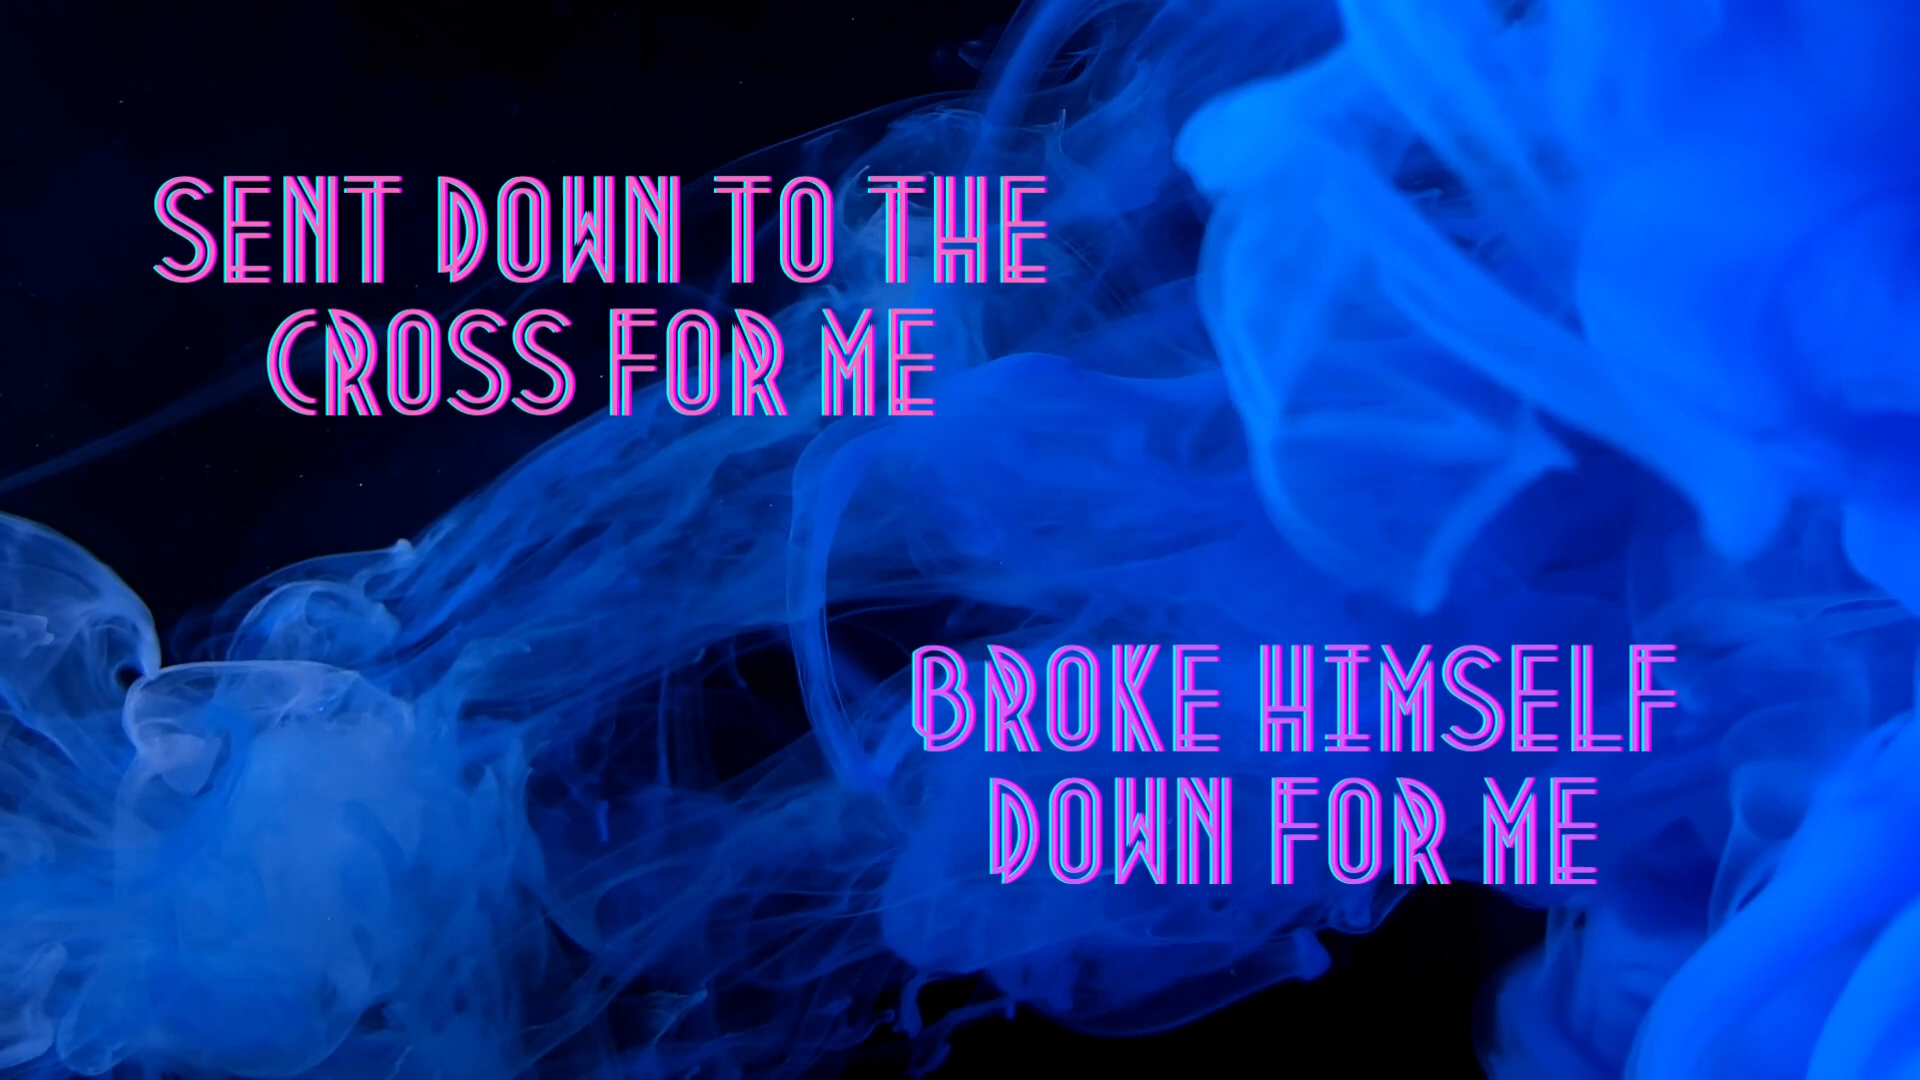 SENT DOWN TO THE
CROSS FOR ME
BROKE HIMSELF
DOWN FOR ME